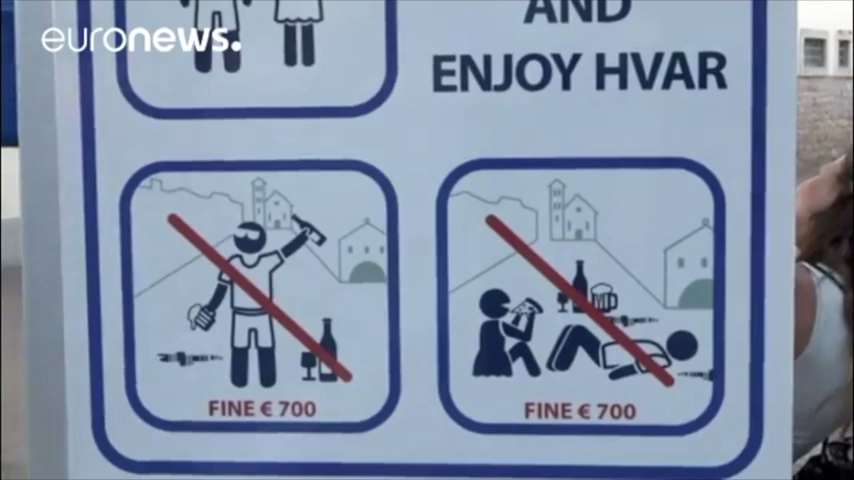 euronews.
AND
ENJOY HVAR
FINE € 700
FINE € 700